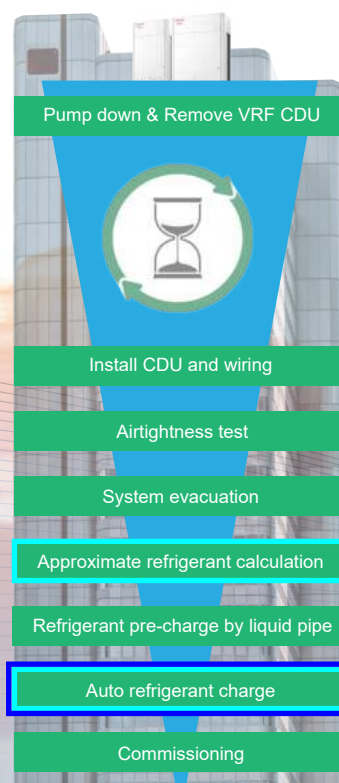 Pump down & Remove VRF CDU
Install CDU and wiring
Airtightness test
System evacuation
Approximate refrigerant calculation
Refrigerant pre-charge by liquid pipe
Auto refrigerant charge
Commissioning